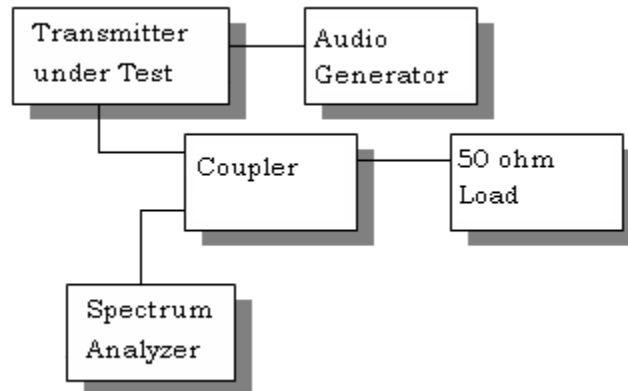 Transmitter
under Test
Audio
Generator
Coupler
50 ohm
Load
Spectrum
Analyzer